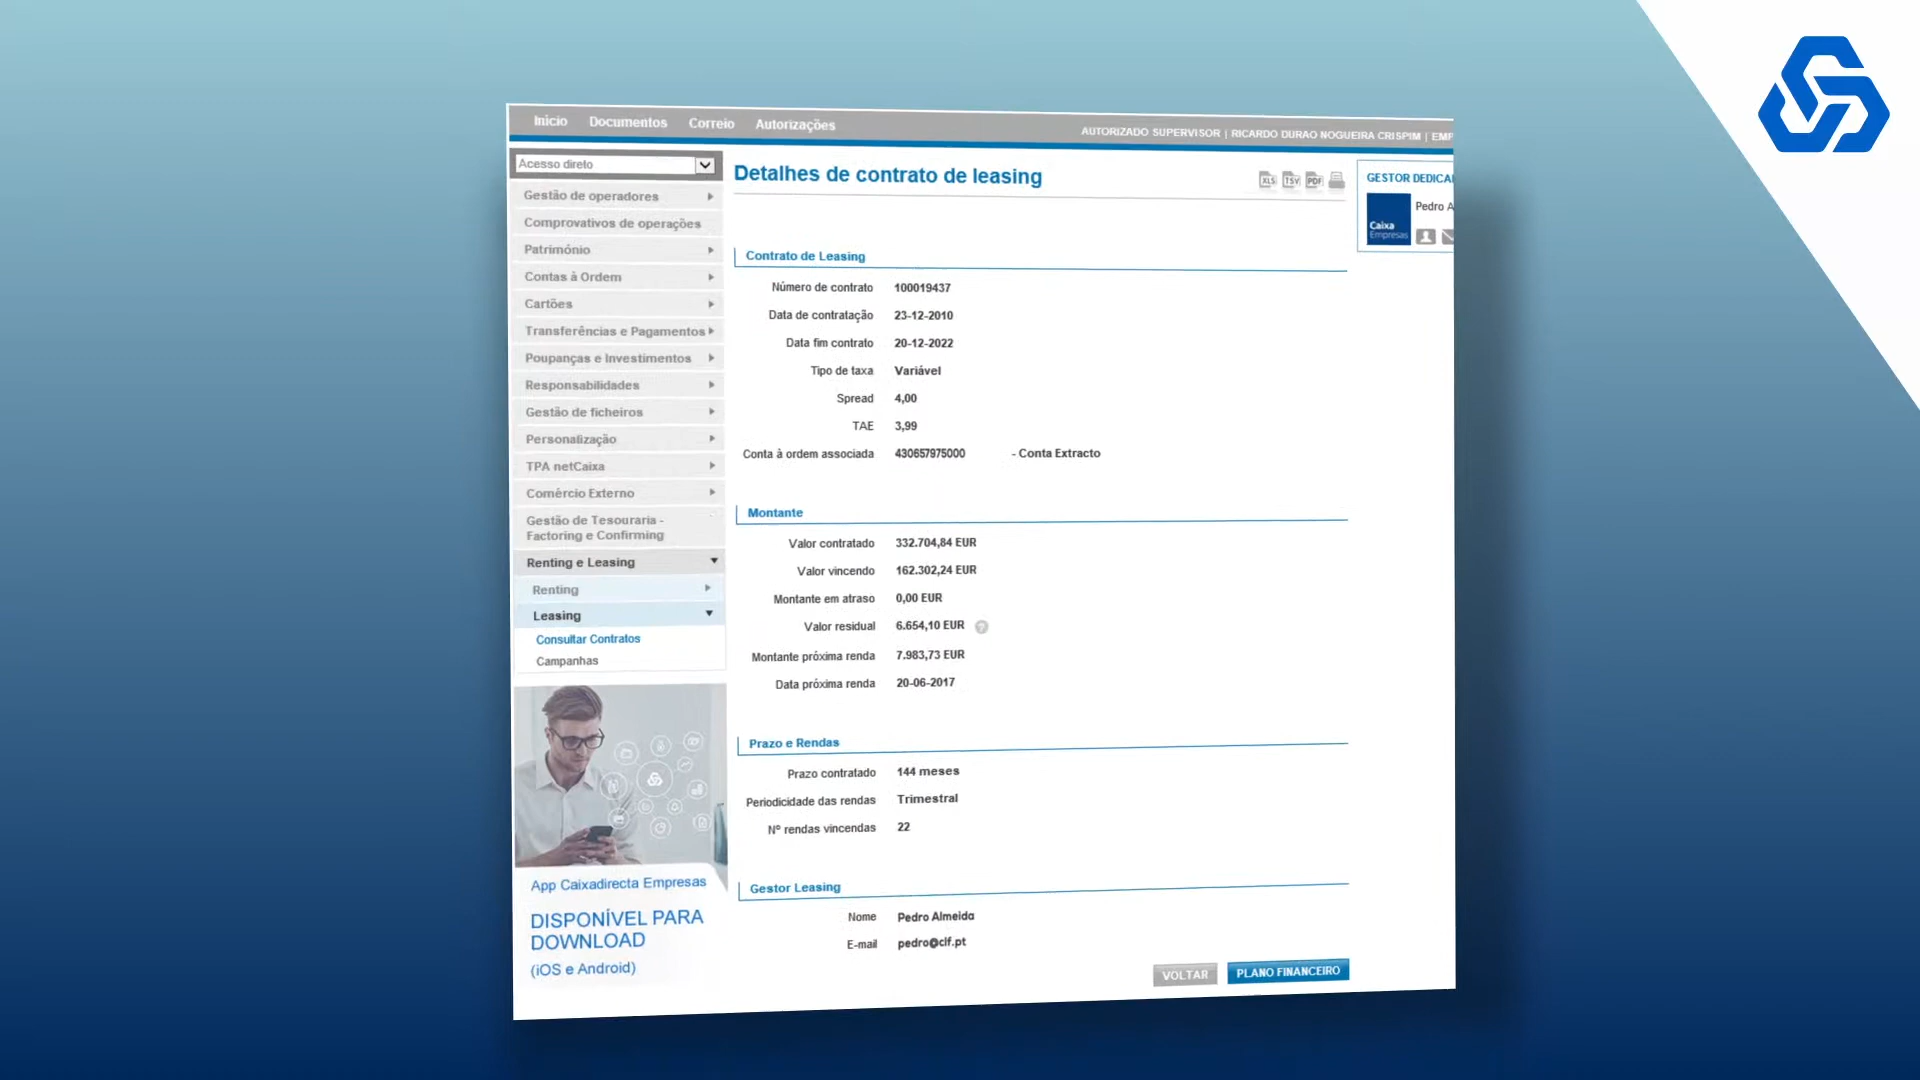 Início Documentos Correio Autorizações
AUTORIZADO SUPERVISOR | RICARDO DURAO NOGUEIRA CRISPIM | EMP
Acesso direto
Gestão de operadores
Comprovativos de operações
Património
Contas à Ordem
Cartões
Transferências e Pagamentos
Poupanças e Investimentos
Responsabilidades
Gestão de ficheiros
Personalização
TPA netCaixa
Comércio Externo
Gestão de Tesouraria -
Factoring e Confirming
Renting e Leasing
Renting
Leasing
Consultar Contratos
Campanhas
App Caixadirecta Empresas
DISPONÍVEL PARA
DOWNLOAD
(iOS e Android)
Detalhes de contrato de leasing
XLS TSV PDF
Contrato de Leasing
Número de contrato 100019437
Data de contratação 23-12-2010
Data fim contrato 20-12-2022
Tipo de taxa Variável
Spread 4,00
TAE 3,99
Conta à ordem associada 430657975000 - Conta Extracto
Montante
Valor contratado 332.704,84 EUR
Valor vincendo 162.302,24 EUR
Montante em atraso 0,00 EUR
Valor residual 6.654,10 EUR ?
Montante próxima renda 7.983,73 EUR
Data próxima renda 20-06-2017
Prazo e Rendas
Prazo contratado 144 meses
Periodicidade das rendas Trimestral
Nº rendas vincendas 22
Gestor Leasing
Nome Pedro Almeida
E-mail pedro@clf.pt
VOLTAR PLANO FINANCEIRO
GESTOR DEDICA
Pedro A
Caixa
Empresas